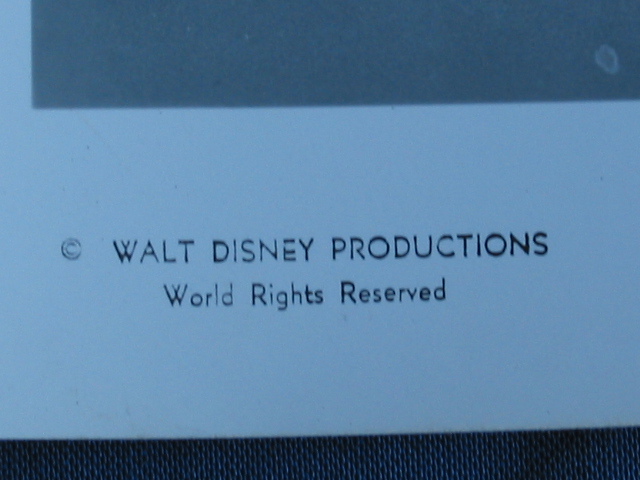 © WALT DISNEY PRODUCTIONS
World Rights Reserved